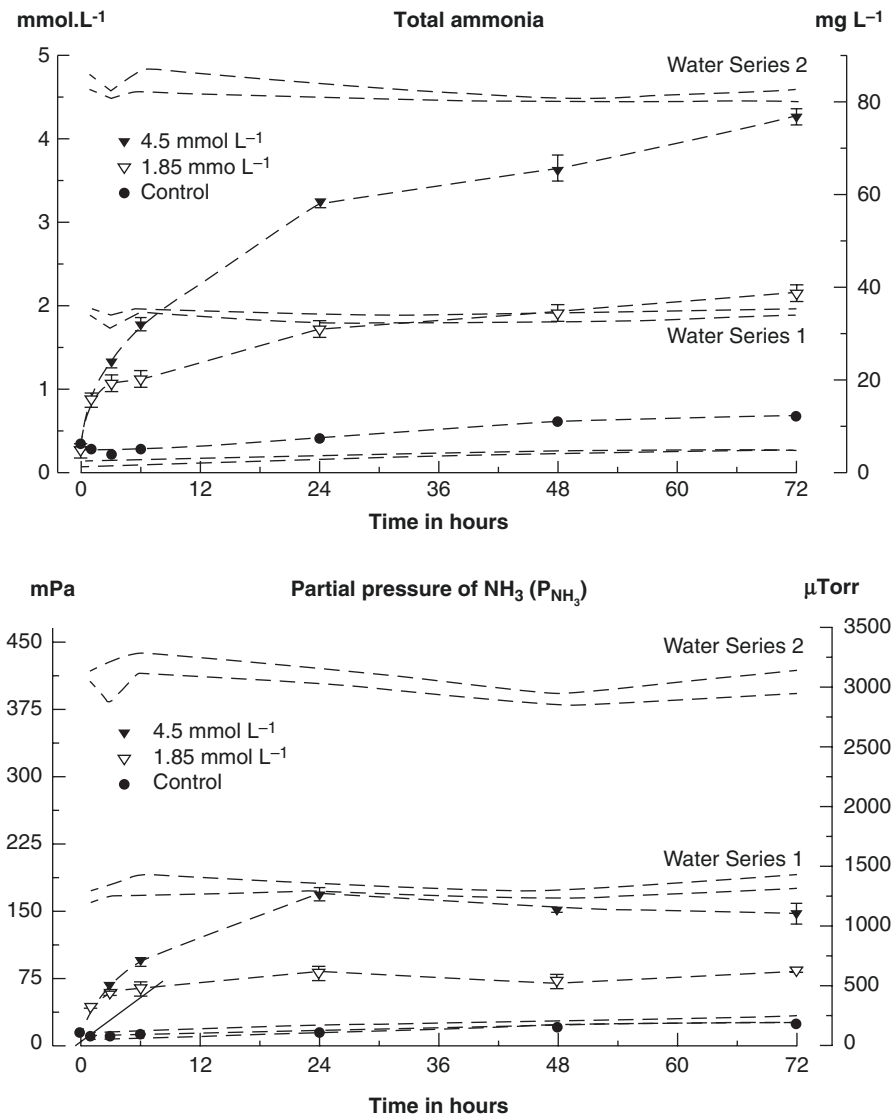 mmol.L-1 Total ammonia mg L–1
5
4
3
2
1
0
80
60
40
20
0
Water Series 2
4.5 mmol L–1
1.85 mmo L–1
Control
Water Series 1
0 12 24 36 48 60 72
Time in hours
mPa Partial pressure of NH3 (PNH3) μTorr
450
375
300
225
150
75
0
3500
3000
2500
2000
1500
1000
500
0
Water Series 2
4.5 mmol L–1
1.85 mmol L–1
Control
Water Series 1
0 12 24 36 48 60 72
Time in hours